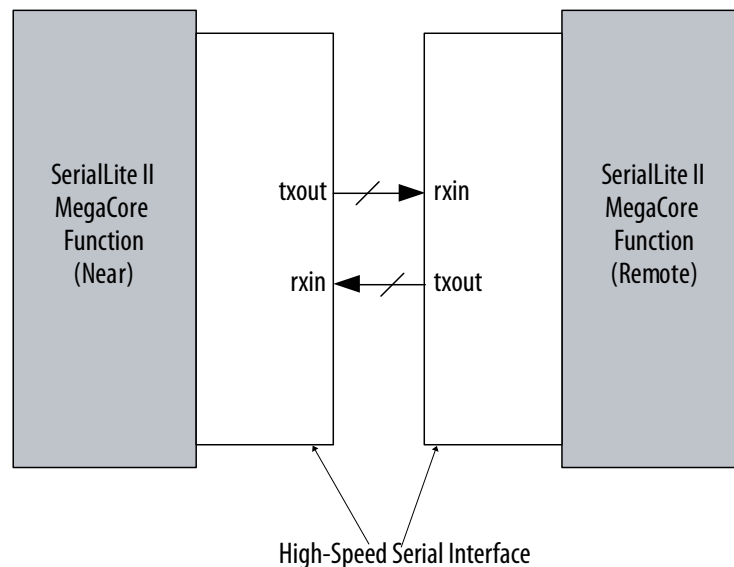 SerialLite II
MegaCore
Function
(Near)
txout
rxin
rxin
txout
SerialLite II
MegaCore
Function
(Remote)
High-Speed Serial Interface